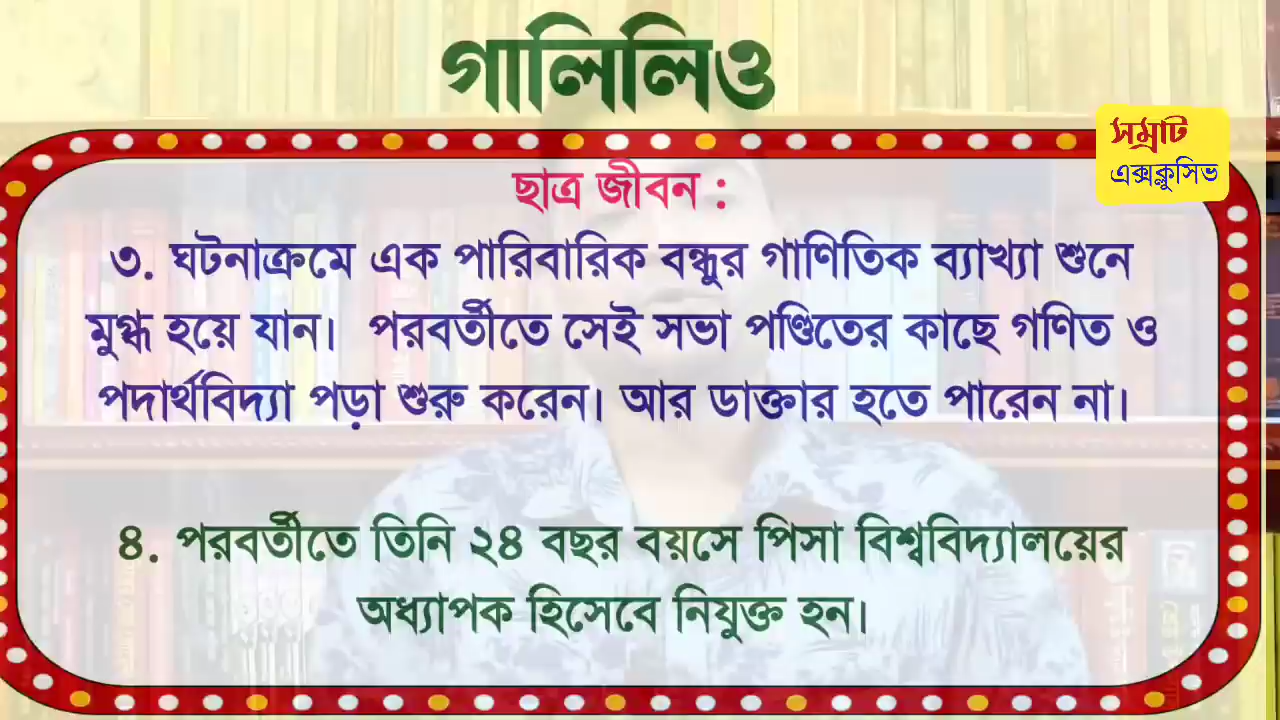 গালিলিও
সম্রাট
এক্সক্লুসিভ
ছাত্র জীবন :
৩. ঘটনাক্রমে এক পারিবারিক বন্ধুর গাণিতিক ব্যাখ্যা শুনে
মুগ্ধ হয়ে যান। পরবর্তীতে সেই সভা পণ্ডিতের কাছে গণিত ও
পদার্থবিদ্যা পড়া শুরু করেন। আর ডাক্তার হতে পারেন না।
৪. পরবর্তীতে তিনি ২৪ বছর বয়সে পিসা বিশ্ববিদ্যালয়ের
অধ্যাপক হিসেবে নিযুক্ত হন।